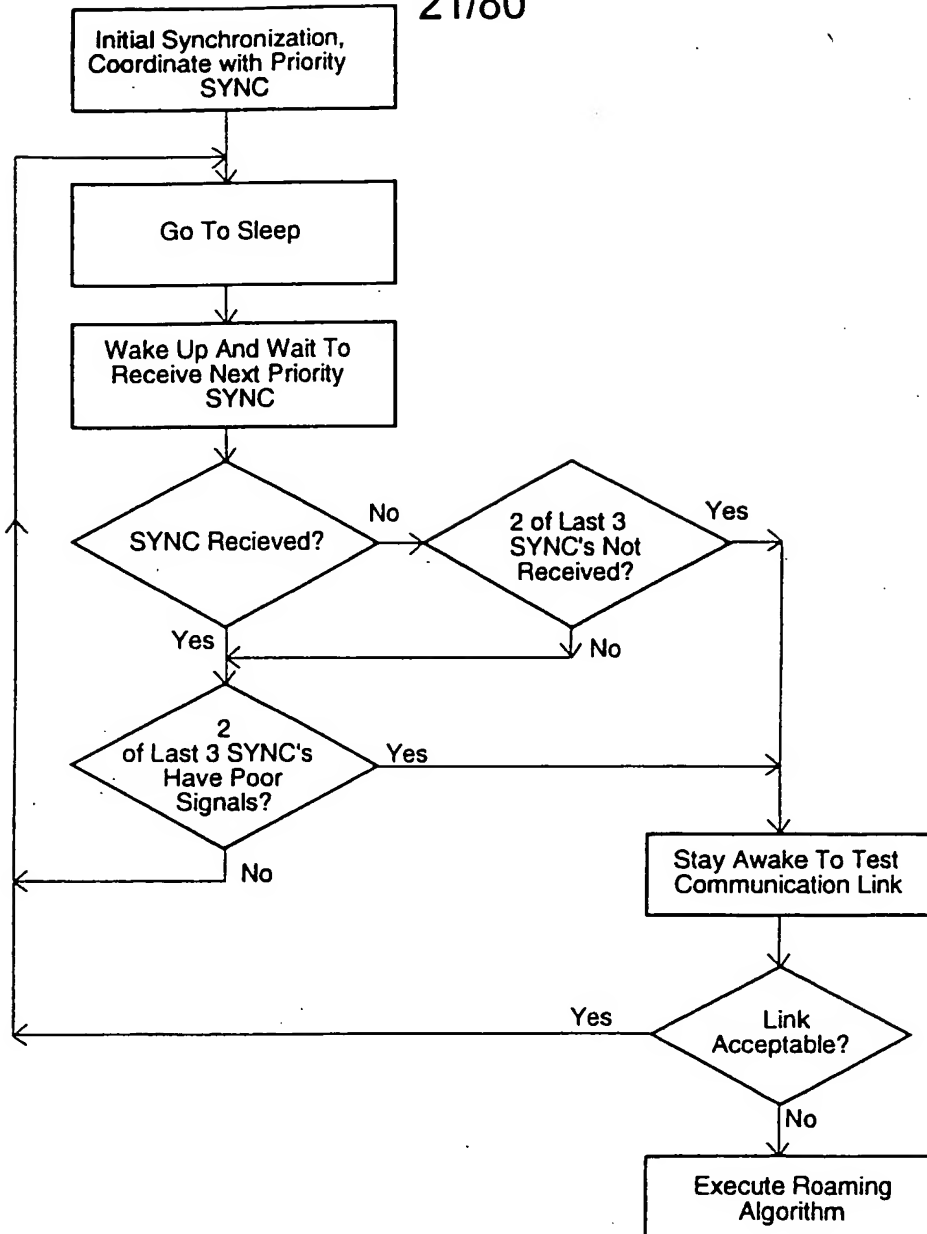 21/80
Initial Synchronization,
Coordinate with Priority
SYNC
Go To Sleep
Wake Up And Wait To
Receive Next Priority
SYNC
SYNC Recieved?
No
2 of Last 3
SYNC's Not
Received?
Yes
Yes
No
2
of Last 3 SYNC's
Have Poor
Signals?
Yes
No
Stay Awake To Test
Communication Link
Yes
Link
Acceptable?
No
Execute Roaming
Algorithm